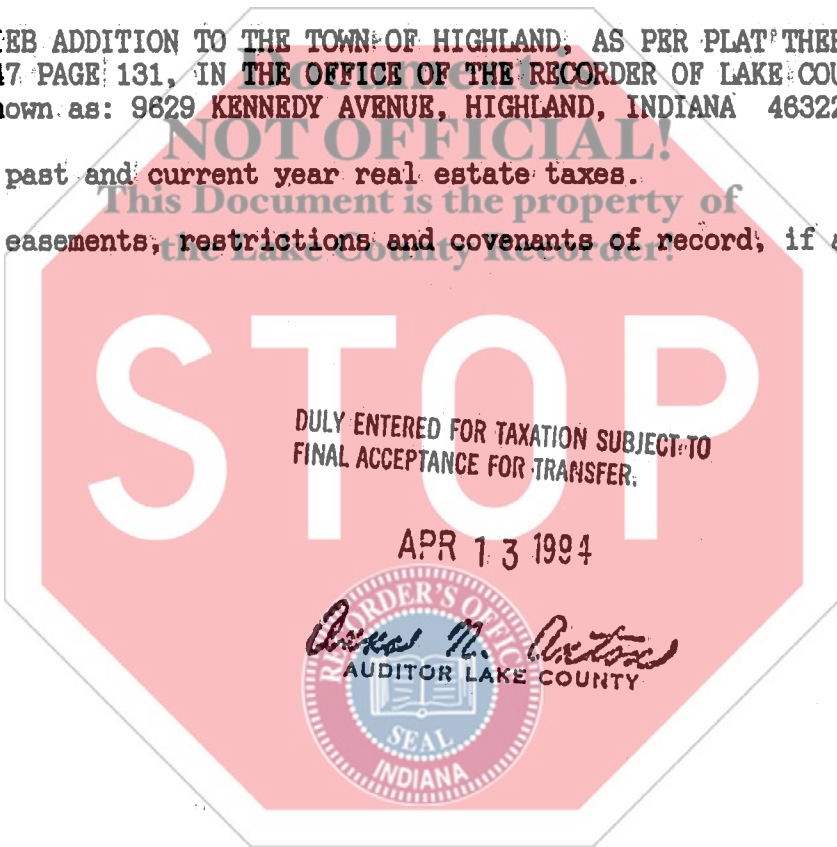 EB ADDITION TO THE TOWN OF HIGHLAND, AS PER PLAT THE
7 PAGE 131, IN THE OFFICE OF THE RECORDER OF LAKE COU
own as: 9629 KENNEDY AVENUE, HIGHLAND, INDIANA 4632
Document is
NOT OFFICIAL!
past and current year real estate taxes.
This Document is the property of
easements, restrictions and covenants of record, if
the Lake County Recorder!
STOP
DULY ENTERED FOR TAXATION SUBJECT TO
FINAL ACCEPTANCE FOR TRANSFER.
APR 13 1994
AUDITOR LAKE COUNTY
RECORDER'S OFFICE
SEAL
INDIANA